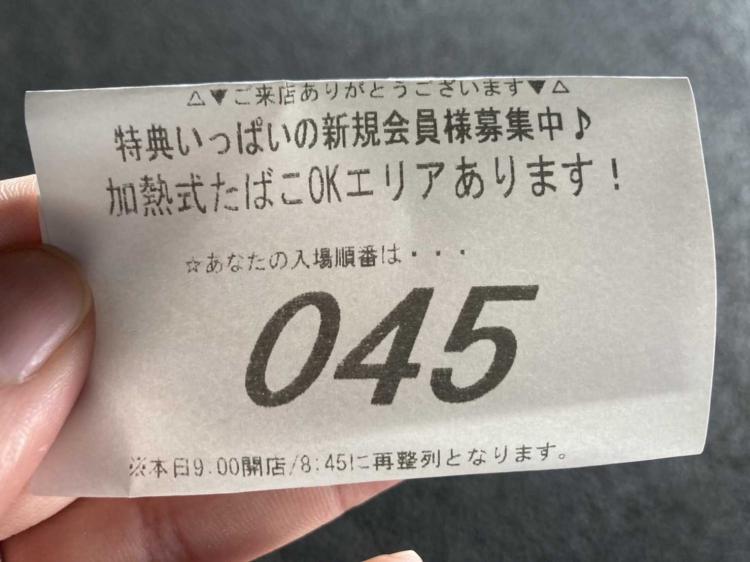 △▼ご来店ありがとうございます▼△
特典いっぱいの新規会員様募集中♪
加熱式たばこOKエリアあります！
☆あなたの入場順番は・・・
045
※本日9:00開店/8:45に再整列となります。